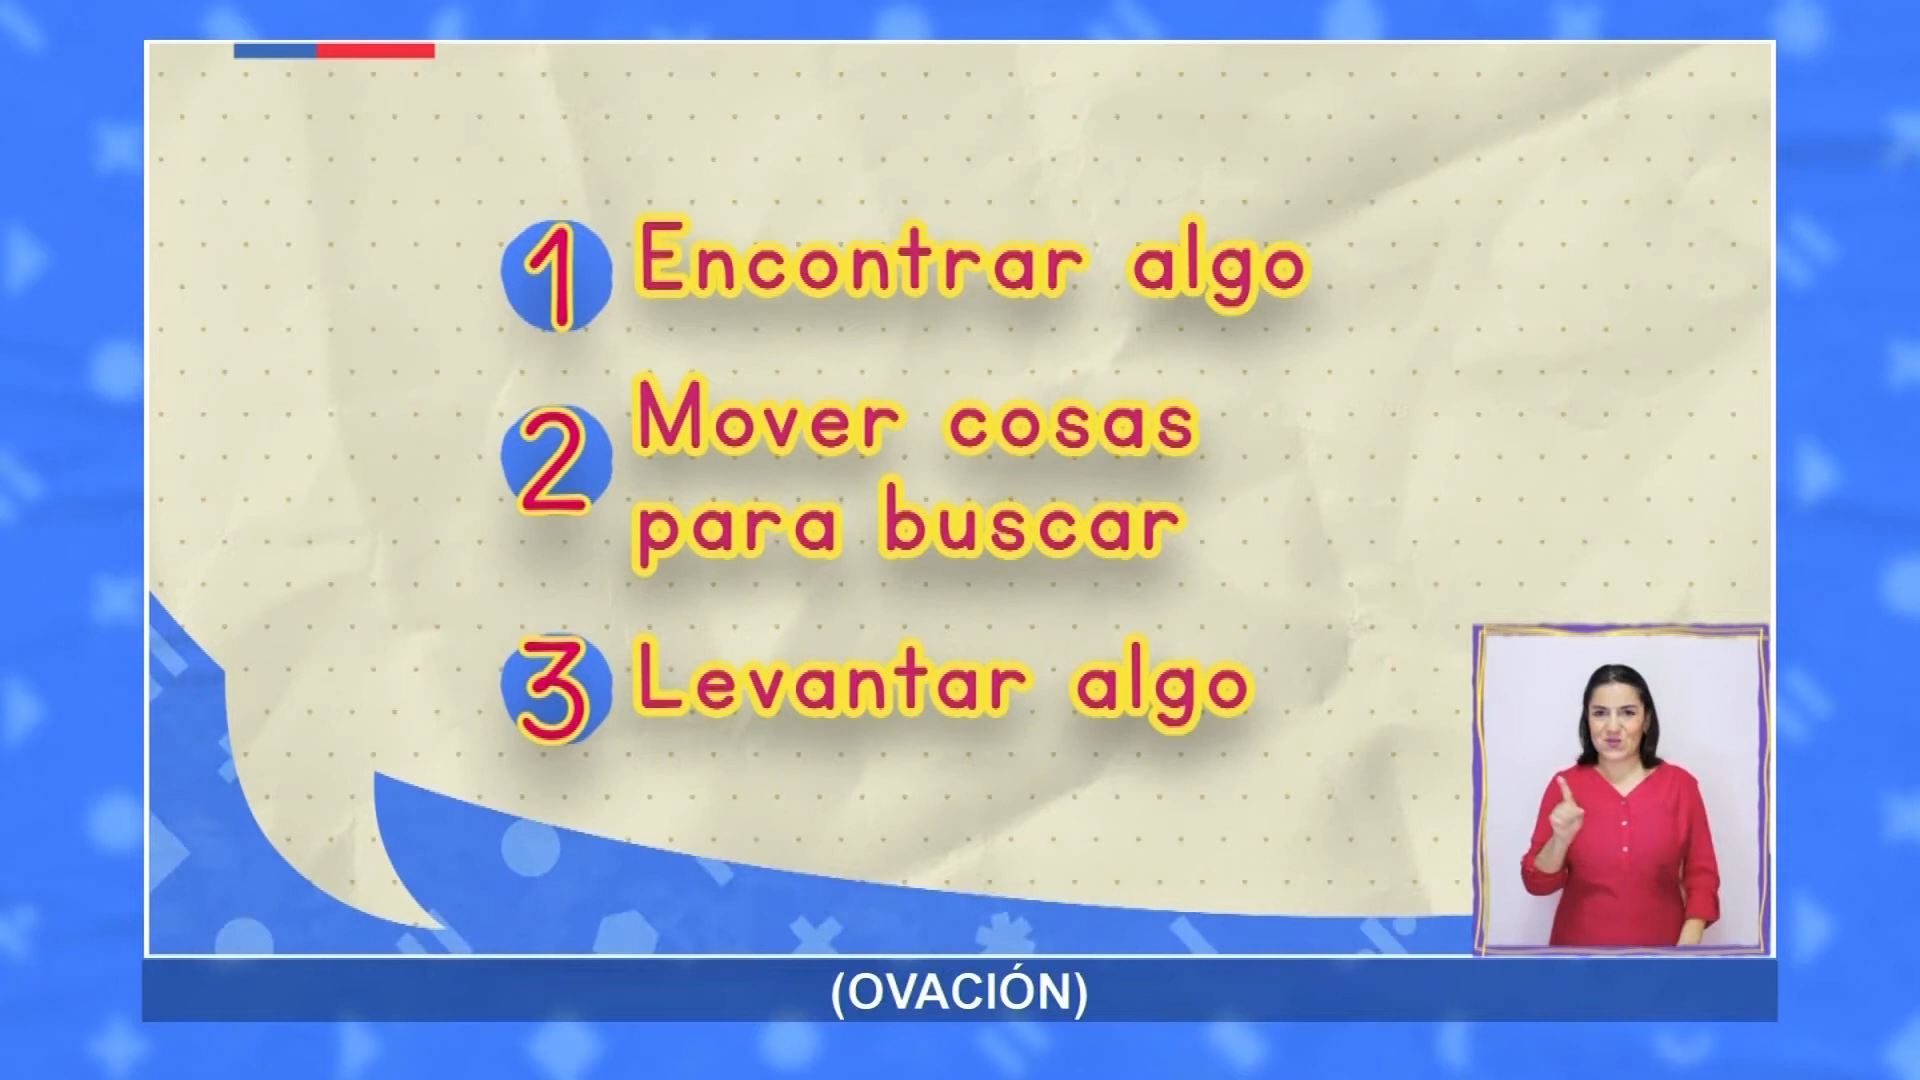 1 Encontrar algo
2 Mover cosas
para buscar
3 Levantar algo
(OVACIÓN)